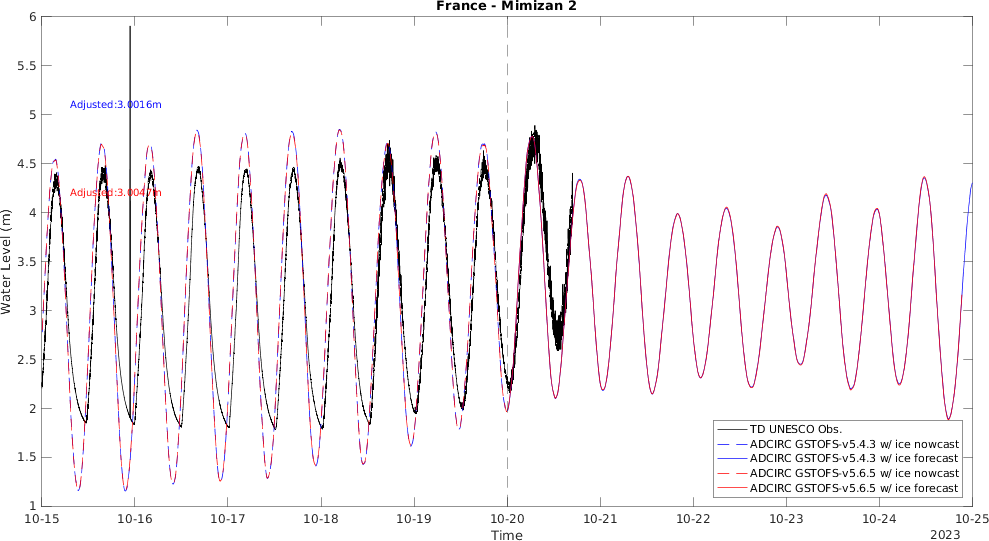 France - Mimizan 2
6
5.5
5
4.5
4
3.5
3
2.5
2
1.5
1
Water Level (m)
Adjusted:3.0016m
Adjusted:3.0047m
TD UNESCO Obs.
ADCIRC GSTOFS-v5.4.3 w/ ice nowcast
ADCIRC GSTOFS-v5.4.3 w/ ice forecast
ADCIRC GSTOFS-v5.6.5 w/ ice nowcast
ADCIRC GSTOFS-v5.6.5 w/ ice forecast
10-15 10-16 10-17 10-18 10-19 10-20 10-21 10-22 10-23 10-24 10-25
Time
2023